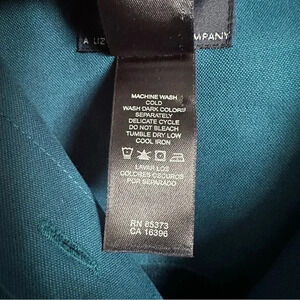 A LIZ
MPANY
MACHINE WASH
COLD
WASH DARK COLORS
SEPARATELY
DELICATE CYCLE
DO NOT BLEACH
TUMBLE DRY LOW
COOL IRON
LAVAR LOS
COLORES OSCUROS
POR SEPARADO
RN 65373
CA 16396